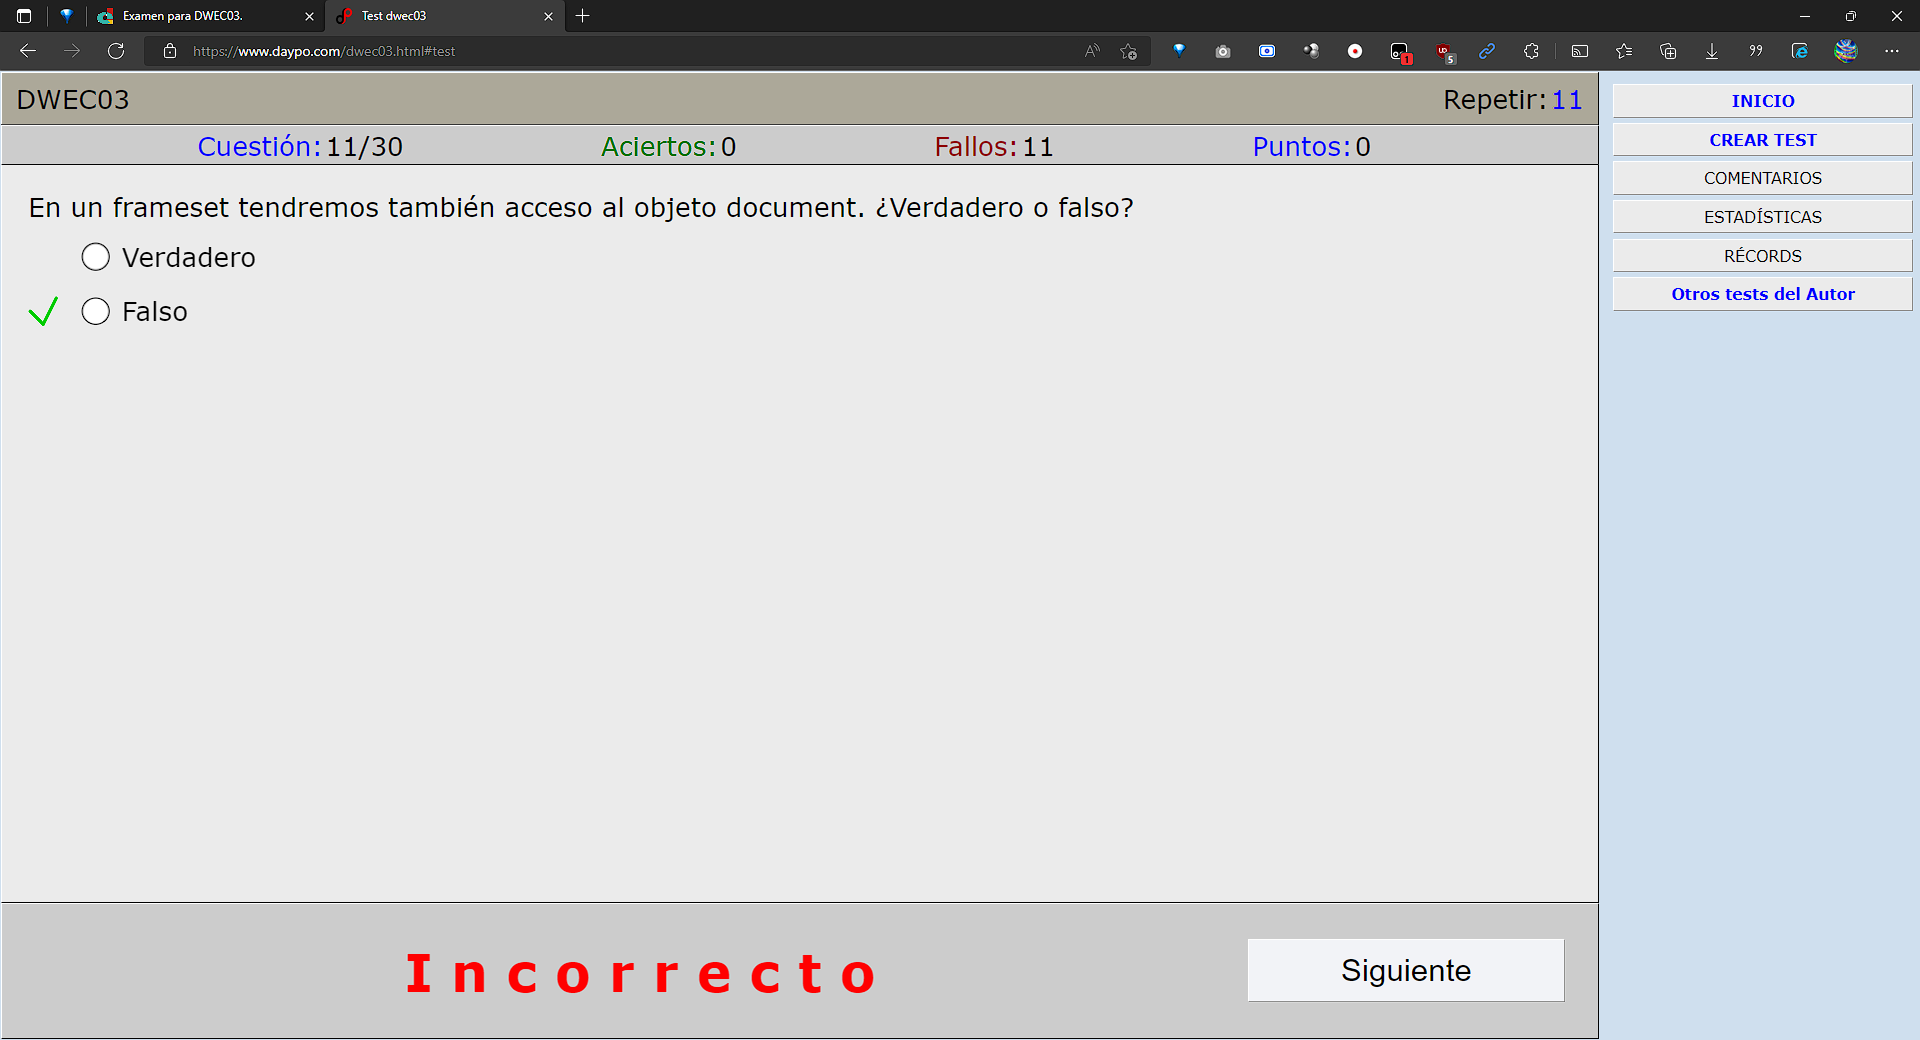 Examen para DWEC03.
Test dwec03
https://www.daypo.com/dwec03.html#test
1
5
DWEC03
Repetir: 11
Cuestión: 11/30
Aciertos: 0
Fallos: 11
Puntos: 0
En un frameset tendremos también acceso al objeto document. ¿Verdadero o falso?
Verdadero
Falso
Incorrecto
Siguiente
INICIO
CREAR TEST
COMENTARIOS
ESTADÍSTICAS
RÉCORDS
Otros tests del Autor